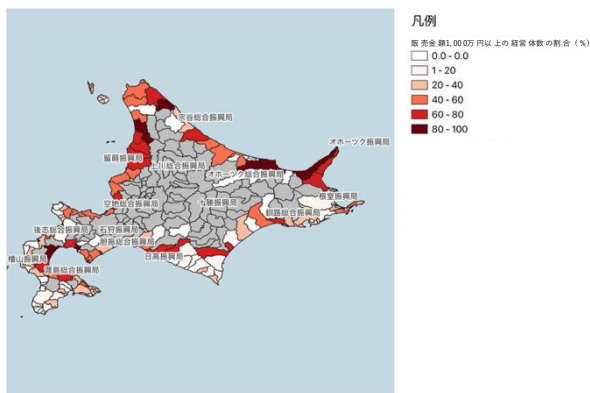 凡例
販売金額1,000万円以上の経営体数の割合（%）
0.0 - 0.0
1 - 20
20 - 40
40 - 60
60 - 80
80 - 100
宗谷総合振興局
オホーツク振興局
留萌振興局
上川総合振興局
オホーツク総合振興局
根室振興局
空知総合振興局
十勝振興局
釧路総合振興局
後志総合振興局
石狩振興局
胆振総合振興局
日高振興局
檜山振興局
渡島総合振興局